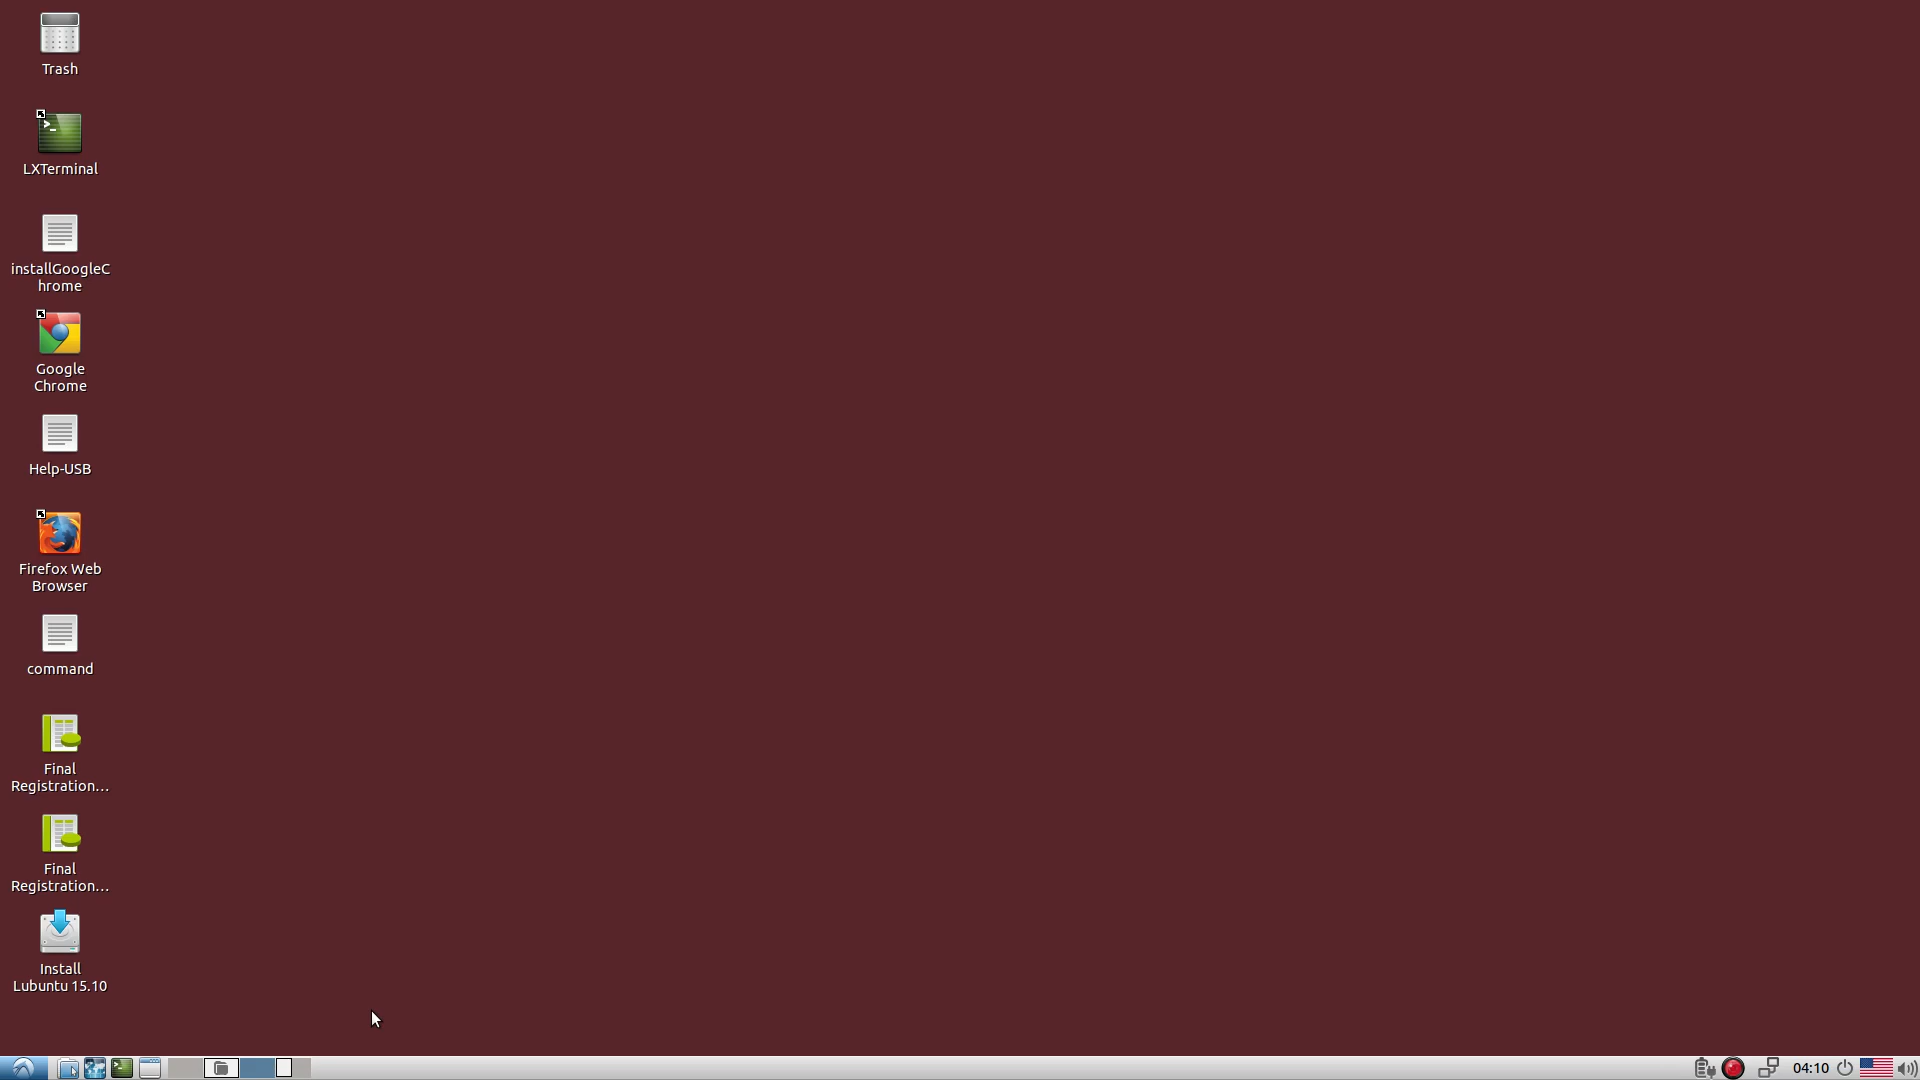 Trash
LXTerminal
installGoogleC
hrome
Google
Chrome
Help-USB
Firefox Web
Browser
command
Final
Registration...
Final
Registration...
Install
Lubuntu 15.10
04:10